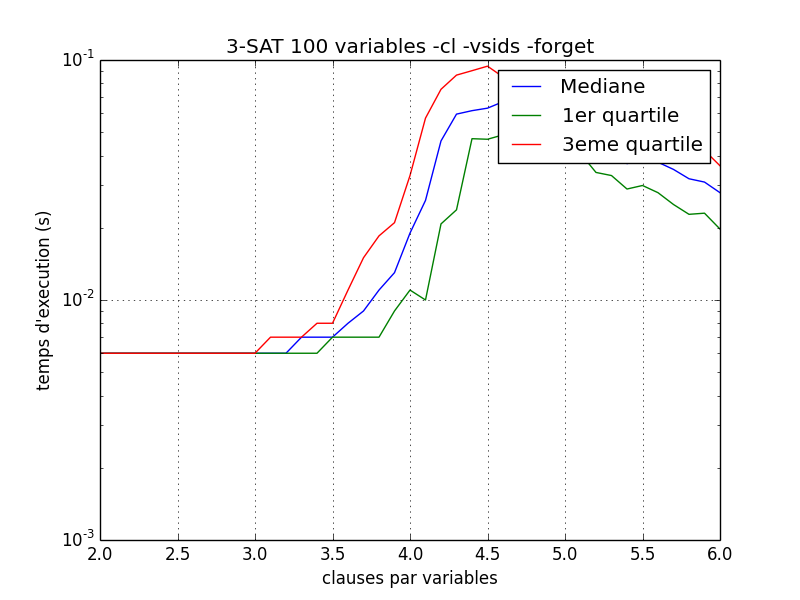 3-SAT 100 variables -cl -vsids -forget
10^-1
Mediane
1er quartile
3eme quartile
temps d'execution (s)
10^-2
10^-3
2.0 2.5 3.0 3.5 4.0 4.5 5.0 5.5 6.0
clauses par variables